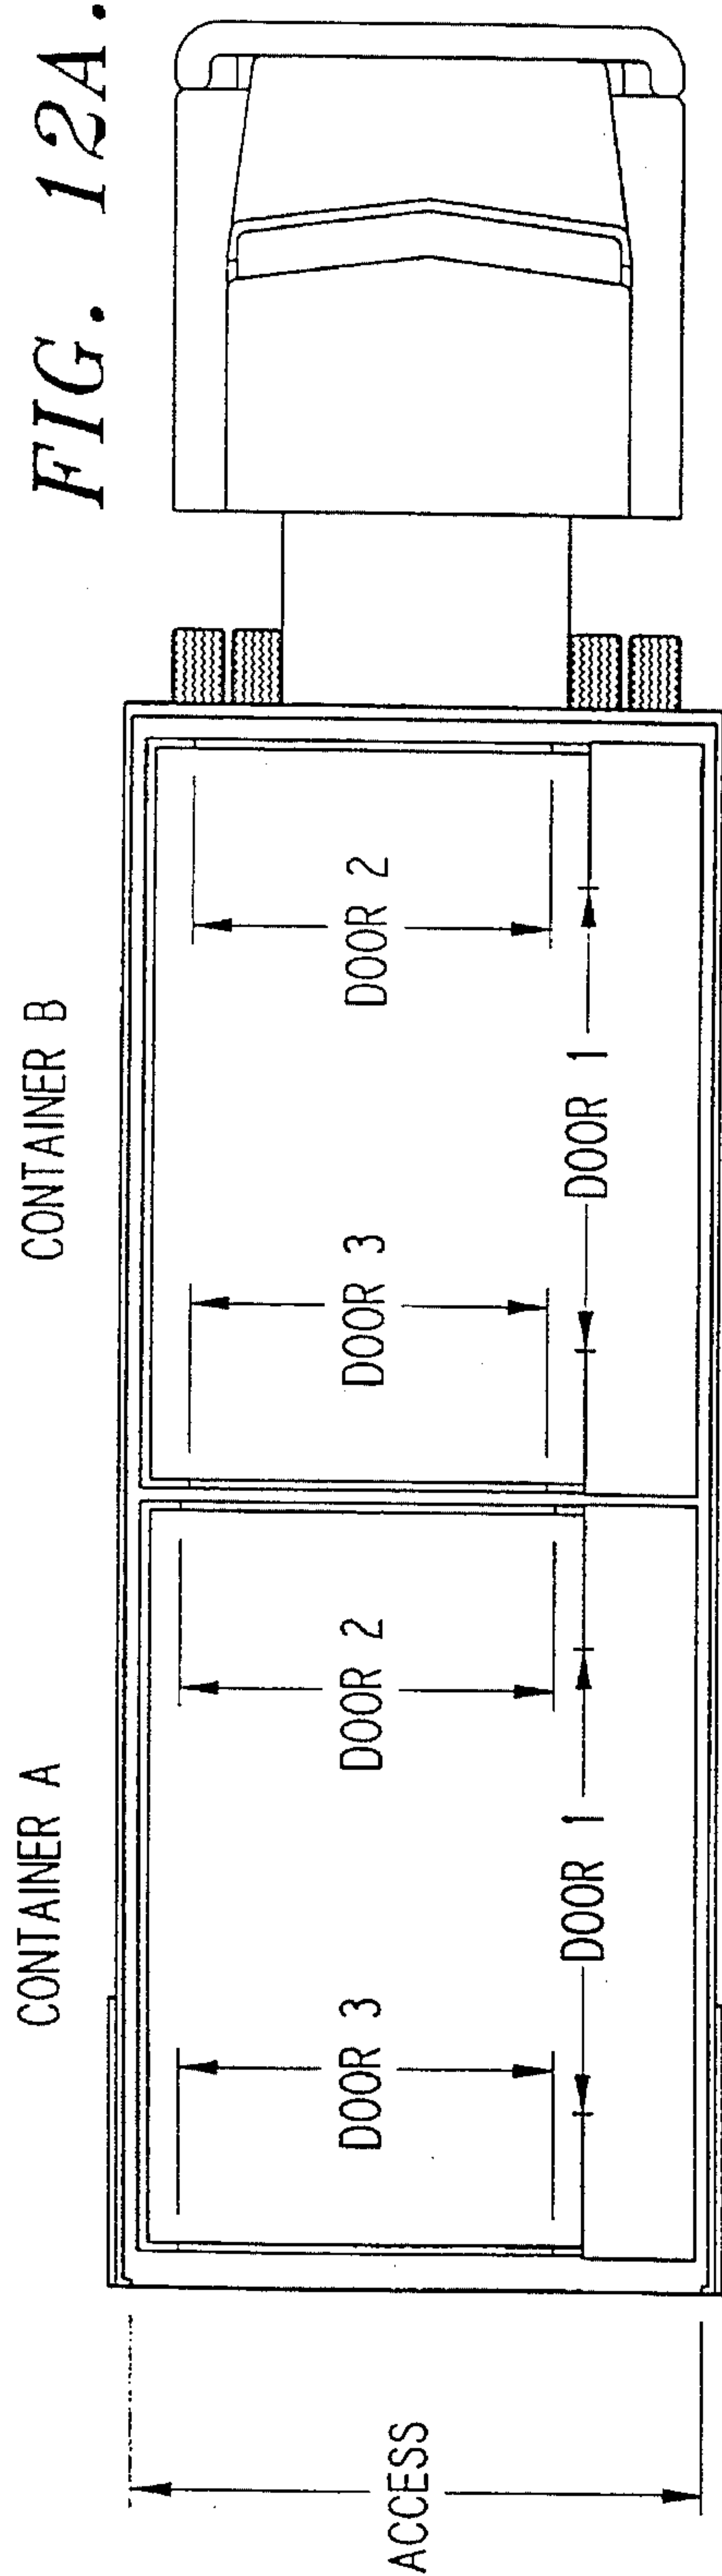 FIG. 12A.
CONTAINER A
CONTAINER B
DOOR 3
DOOR 2
DOOR 3
DOOR 2
DOOR 1
DOOR 1
ACCESS